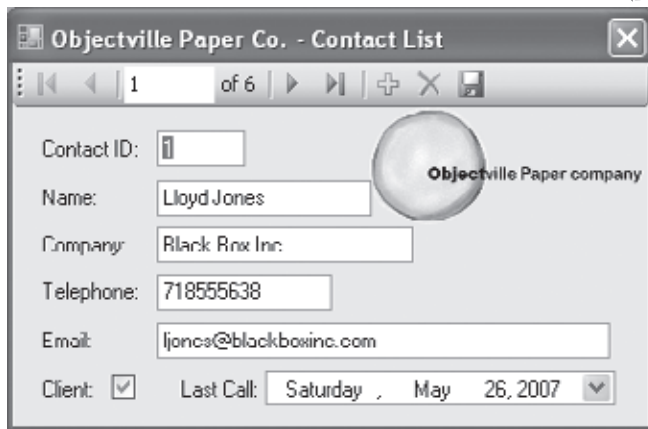 Objectville Paper Co. - Contact List
1 of 6
Contact ID: 1
Objectville Paper company
Name: Lloyd Jones
Company: Black Box Inc
Telephone: 718555638
Email: ljones@blackboxinc.com
Client: Last Call: Saturday , May 26, 2007